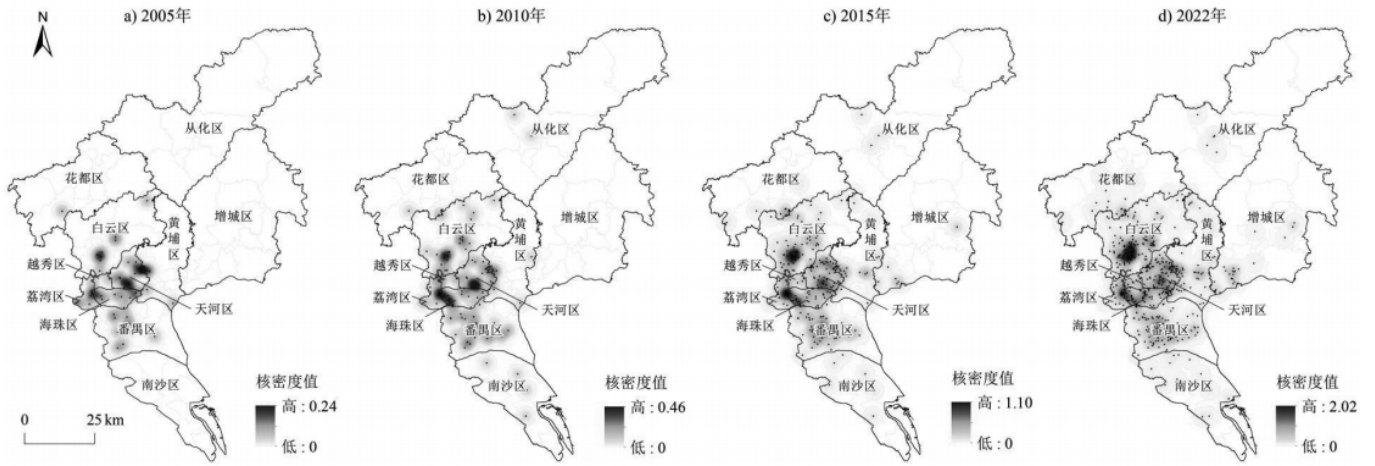 N
a) 2005年
从化区
花都区
白云区
黄埔区
增城区
越秀区
荔湾区
海珠区
天河区
番禺区
南沙区
0 25 km
核密度值
高 : 0.24
低 : 0
b) 2010年
从化区
花都区
白云区
黄埔区
增城区
越秀区
荔湾区
海珠区
天河区
番禺区
南沙区
核密度值
高 : 0.46
低 : 0
c) 2015年
从化区
花都区
白云区
黄埔区
增城区
越秀区
荔湾区
海珠区
天河区
番禺区
南沙区
核密度值
高 : 1.10
低 : 0
d) 2022年
从化区
花都区
白云区
黄埔区
增城区
越秀区
荔湾区
海珠区
天河区
番禺区
南沙区
核密度值
高 : 2.02
低 : 0